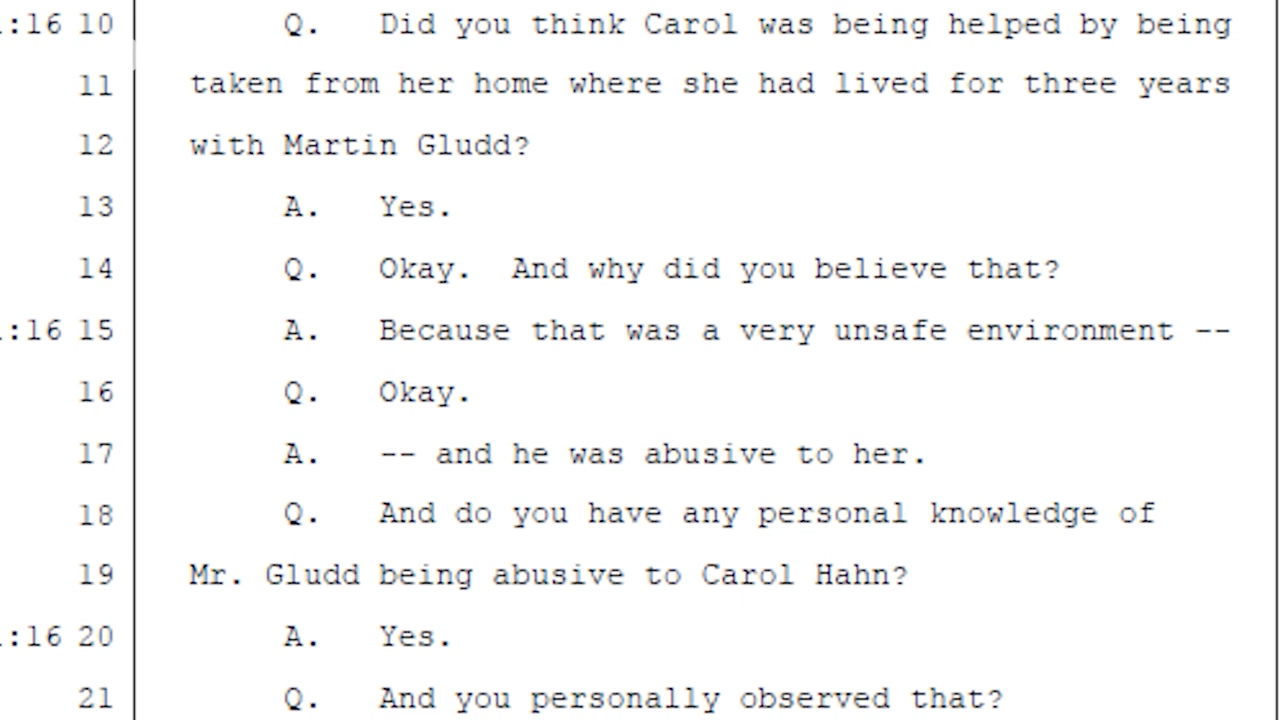 :16 10 Q. Did you think Carol was being helped by being
11 taken from her home where she had lived for three years
12 with Martin Gludd?
13 A. Yes.
14 Q. Okay. And why did you believe that?
:16 15 A. Because that was a very unsafe environment --
16 Q. Okay.
17 A. -- and he was abusive to her.
18 Q. And do you have any personal knowledge of
19 Mr. Gludd being abusive to Carol Hahn?
:16 20 A. Yes.
21 Q. And you personally observed that?